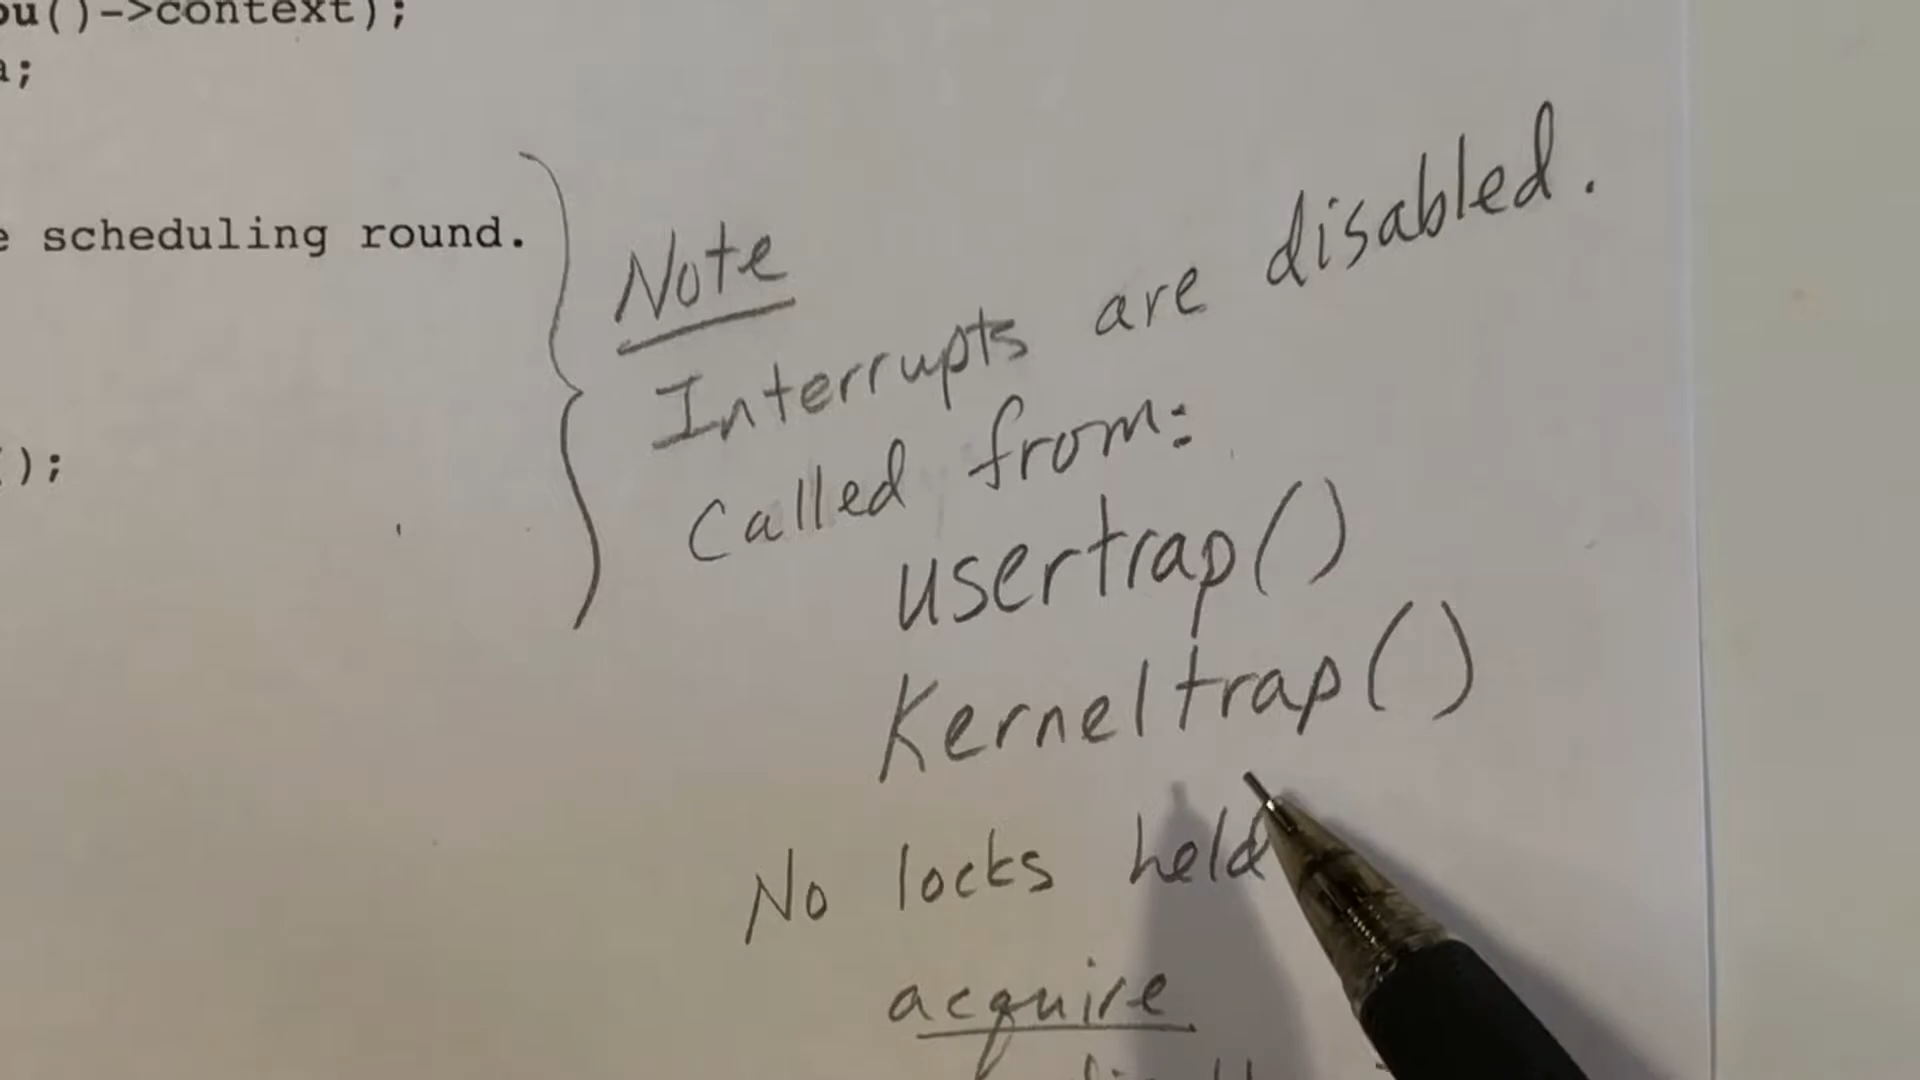 ()->context);
;
scheduling round.
);
Note
Interrupts are disabled.
Called from:
usertrap()
Kerneltrap()
No locks held
acquire